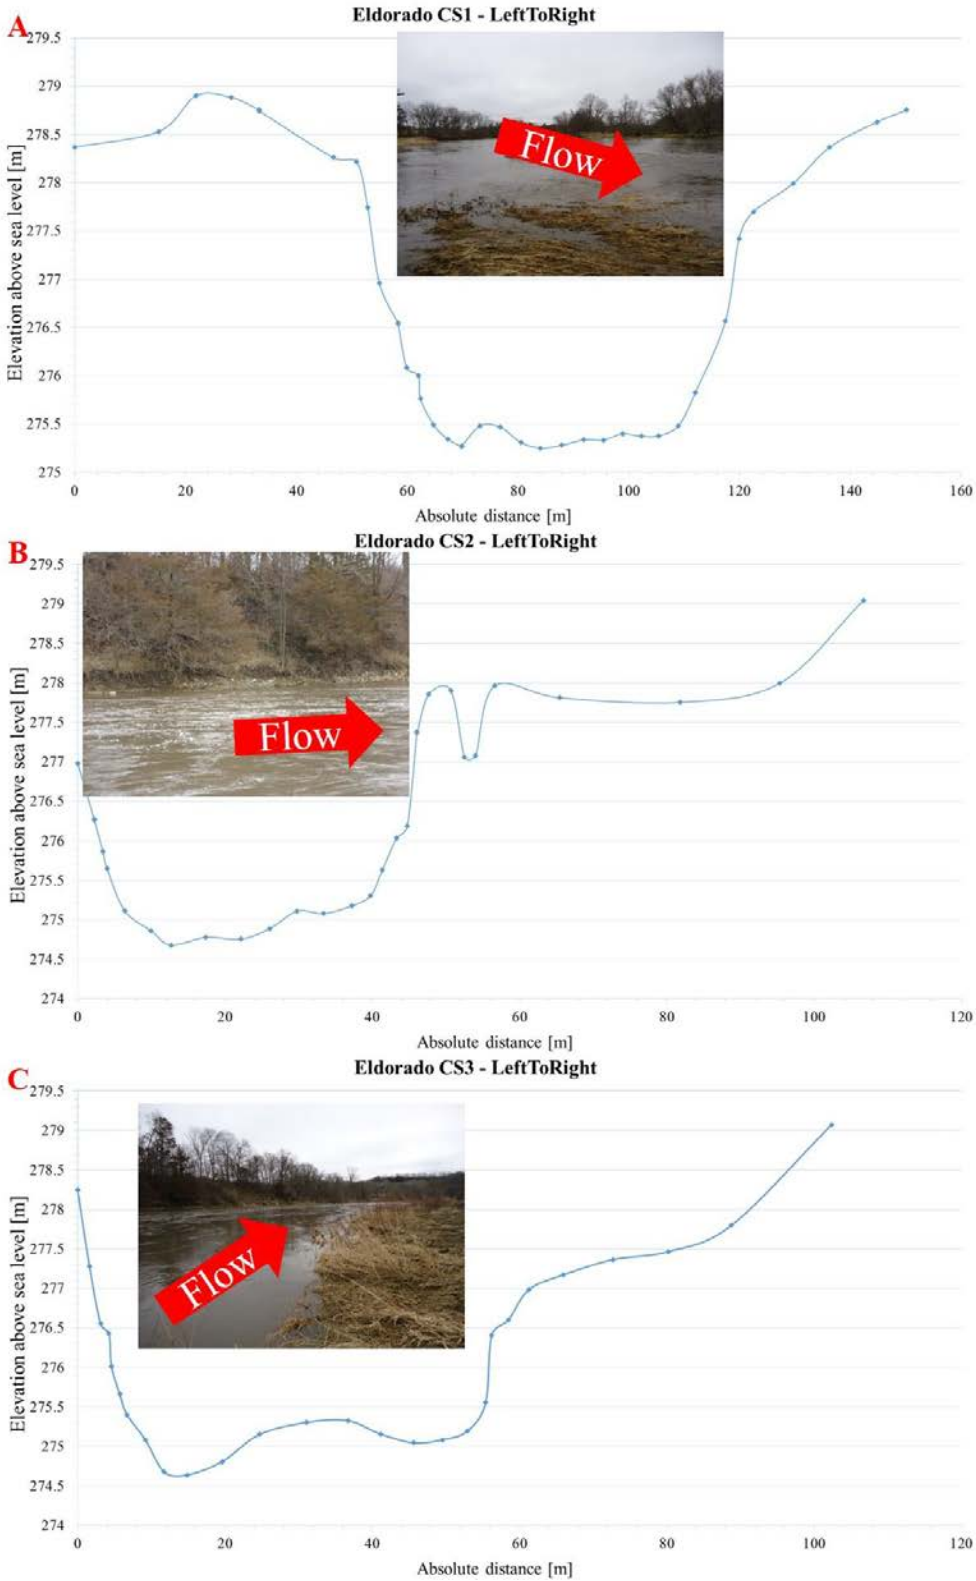 A
Eldorado CS1 - LeftToRight
Elevation above sea level [m]
279.5
279
278.5
278
277.5
277
276.5
276
275.5
275
Flow
0 20 40 60 80 100 120 140 160
Absolute distance [m]
B
Eldorado CS2 - LeftToRight
Elevation above sea level [m]
279.5
279
278.5
278
277.5
277
276.5
276
275.5
275
274.5
274
Flow
0 20 40 60 80 100 120
Absolute distance [m]
C
Eldorado CS3 - LeftToRight
Elevation above sea level [m]
279.5
279
278.5
278
277.5
277
276.5
276
275.5
275
274.5
274
Flow
0 20 40 60 80 100 120
Absolute distance [m]